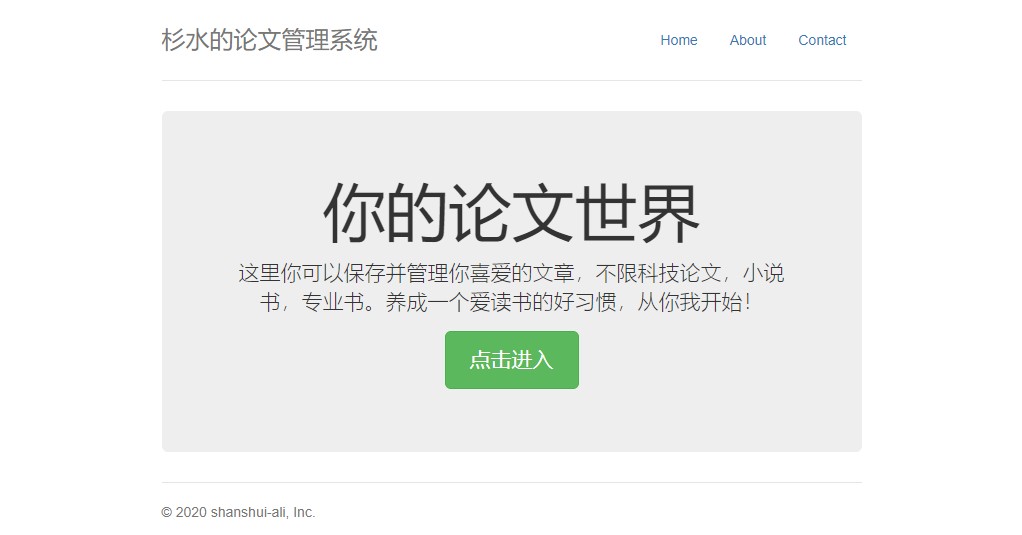 杉水的论文管理系统
Home About Contact
你的论文世界
这里你可以保存并管理你喜爱的文章，不限科技论文，小说
书，专业书。养成一个爱读书的好习惯，从你我开始！
点击进入
© 2020 shanshui-ali, Inc.